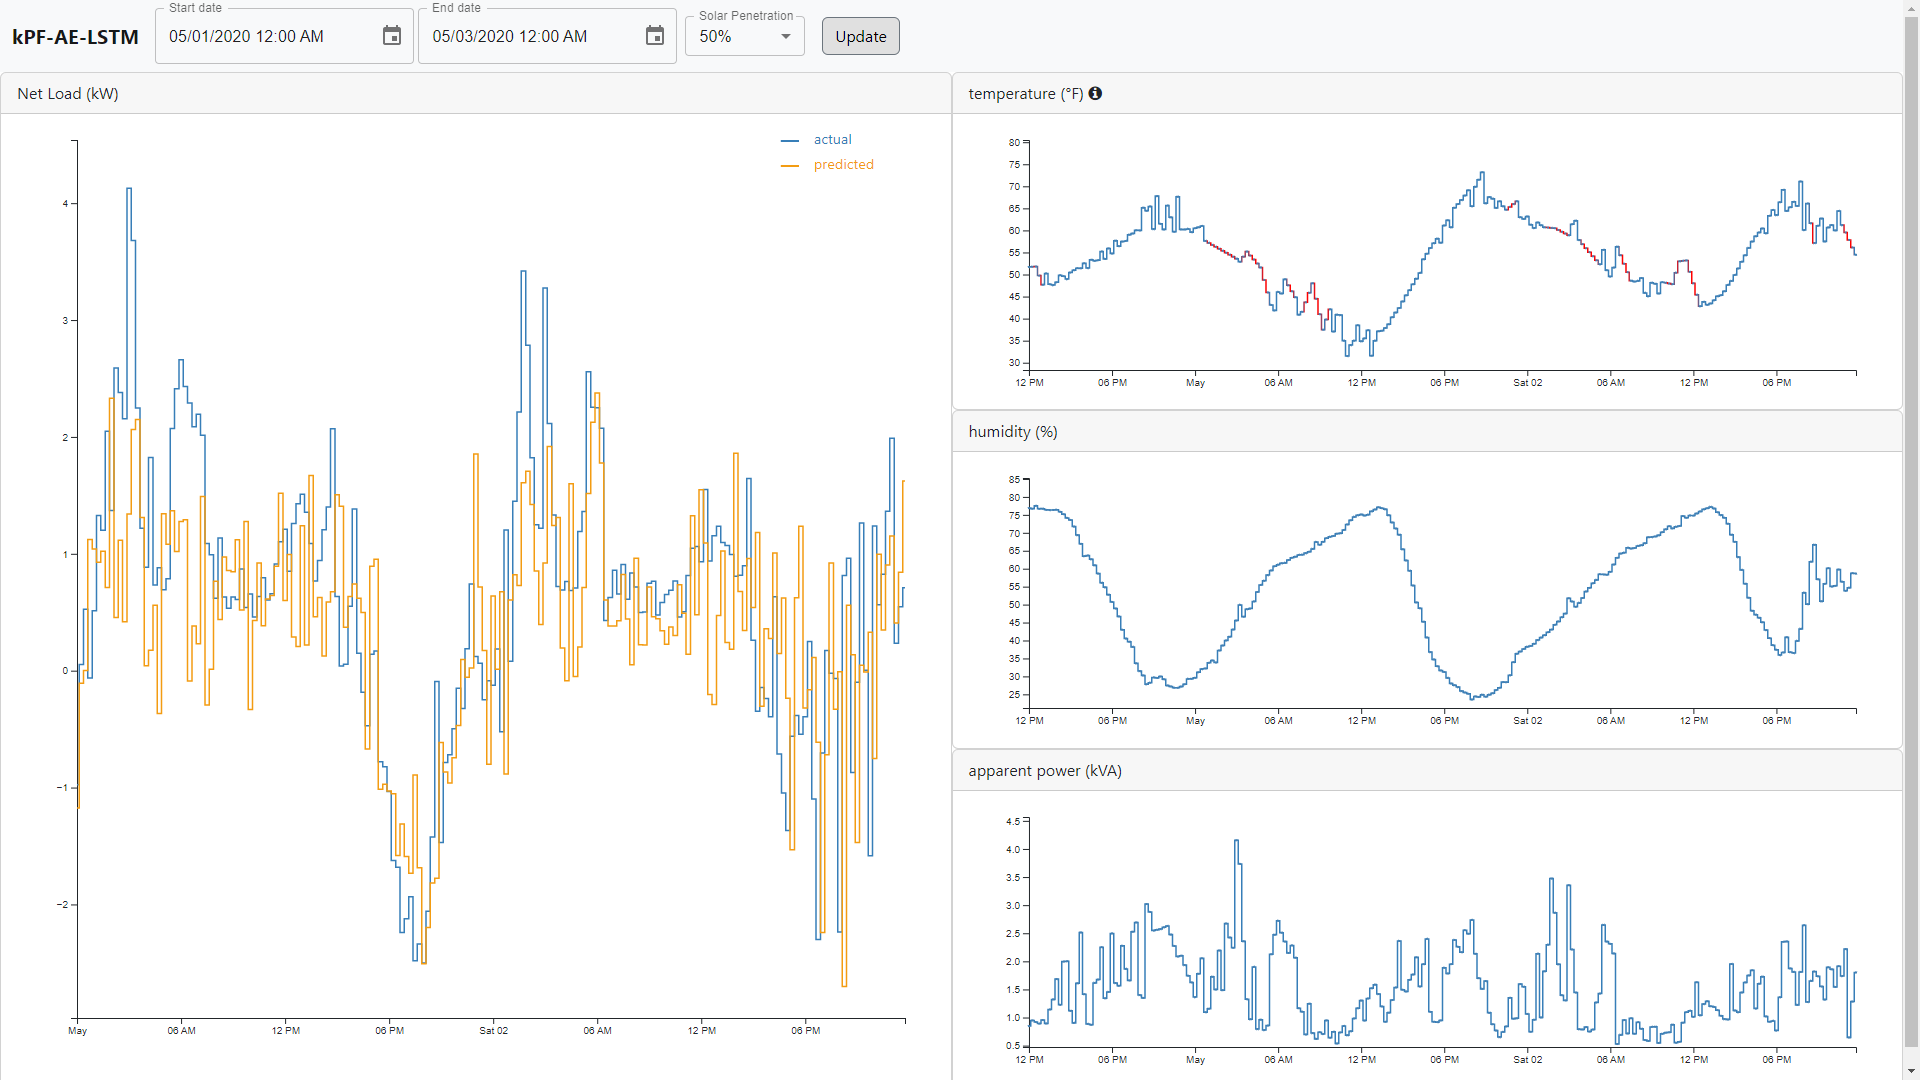 kPF-AE-LSTM
Start date
05/01/2020 12:00 AM
End date
05/03/2020 12:00 AM
Solar Penetration
50%
Update
Net Load (kW)
actual
predicted
4
3
2
1
0
−1
−2
May 06 AM 12 PM 06 PM Sat 02 06 AM 12 PM 06 PM
temperature (°F)
80
75
70
65
60
55
50
45
40
35
30
12 PM 06 PM May 06 AM 12 PM 06 PM Sat 02 06 AM 12 PM 06 PM
humidity (%)
85
80
75
70
65
60
55
50
45
40
35
30
25
12 PM 06 PM May 06 AM 12 PM 06 PM Sat 02 06 AM 12 PM 06 PM
apparent power (kVA)
4.5
4.0
3.5
3.0
2.5
2.0
1.5
1.0
0.5
12 PM 06 PM May 06 AM 12 PM 06 PM Sat 02 06 AM 12 PM 06 PM